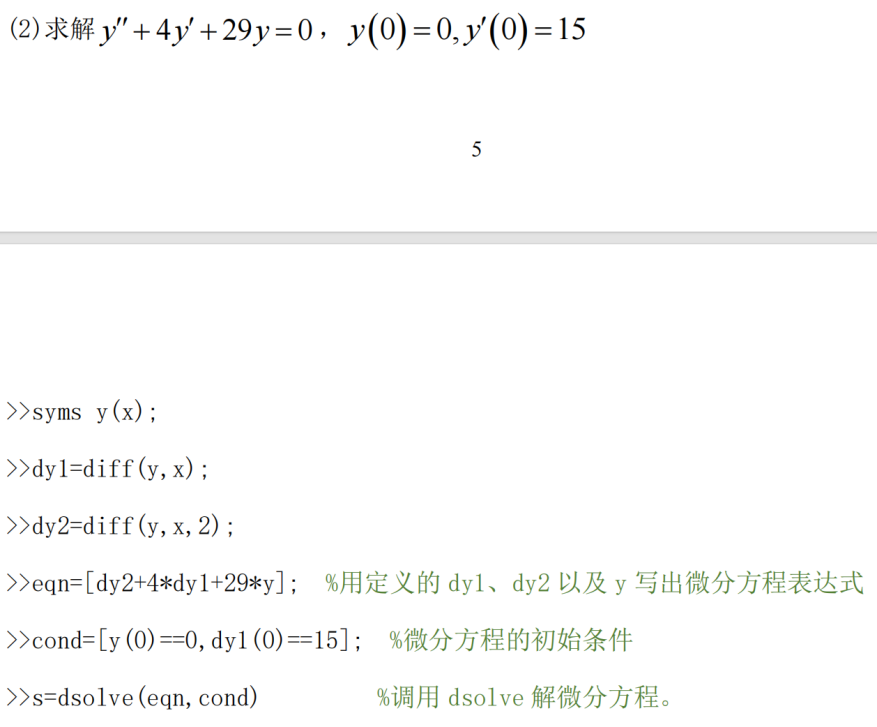 (2)求解 y″+4y′+29y=0，y(0)=0,y′(0)=15
5
>>syms y(x);
>>dy1=diff(y,x);
>>dy2=diff(y,x,2);
>>eqn=[dy2+4*dy1+29*y]; %用定义的 dy1、dy2 以及 y 写出微分方程表达式
>>cond=[y(0)==0,dy1(0)==15]; %微分方程的初始条件
>>s=dsolve(eqn,cond) %调用 dsolve 解微分方程。